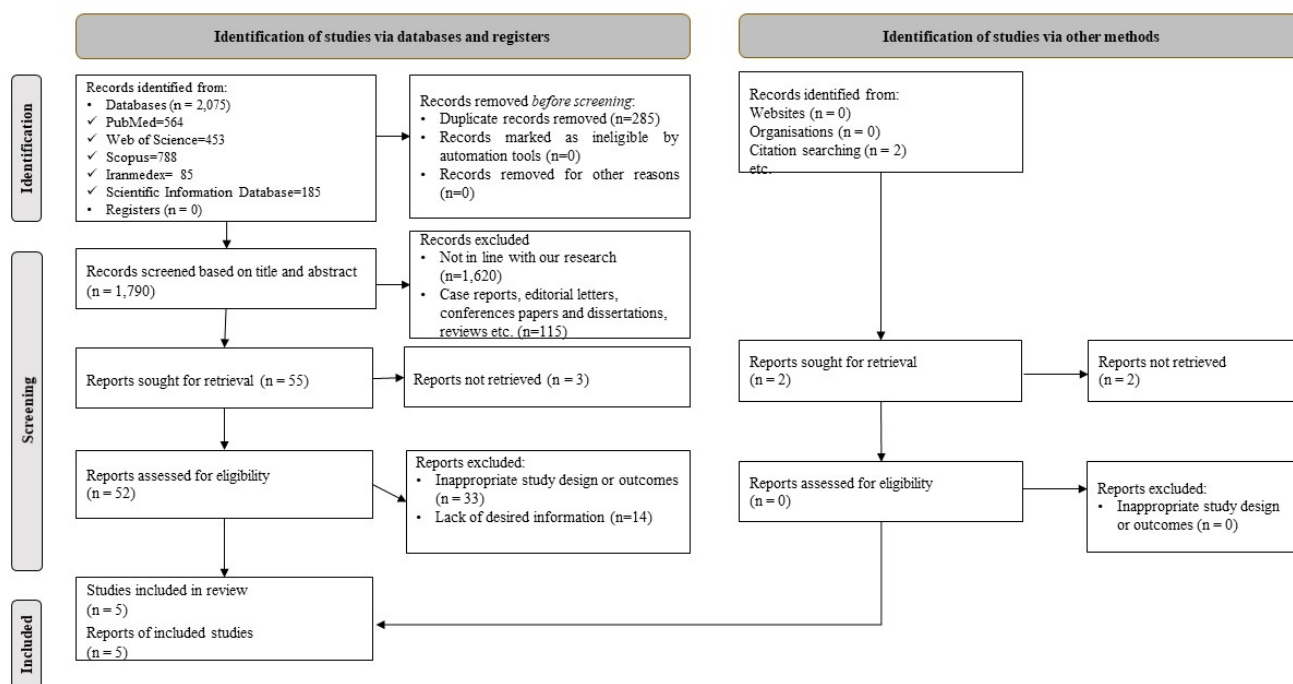 Identification of studies via databases and registers
Identification of studies via other methods
Identification
Records identified from:
• Databases (n = 2,075)
✓ PubMed=564
✓ Web of Science=453
✓ Scopus=788
✓ Iranmedex= 85
✓ Scientific Information Database=185
• Registers (n = 0)
Records removed before screening:
• Duplicate records removed (n=285)
• Records marked as ineligible by
automation tools (n=0)
• Records removed for other reasons
(n=0)
Records identified from:
Websites (n = 0)
Organisations (n = 0)
Citation searching (n = 2)
etc.
Screening
Records screened based on title and abstract
(n = 1,790)
Records excluded
• Not in line with our research
(n=1,620)
• Case reports, editorial letters,
conferences papers and dissertations,
reviews etc. (n=115)
Reports sought for retrieval (n = 55)
Reports not retrieved (n = 3)
Reports sought for retrieval
(n = 2)
Reports not retrieved
(n = 2)
Reports assessed for eligibility
(n = 52)
Reports excluded:
• Inappropriate study design or outcomes
(n = 33)
• Lack of desired information (n=14)
Reports assessed for eligibility
(n = 0)
Reports excluded:
• Inappropriate study design
or outcomes (n = 0)
Included
Studies included in review
(n = 5)
Reports of included studies
(n = 5)